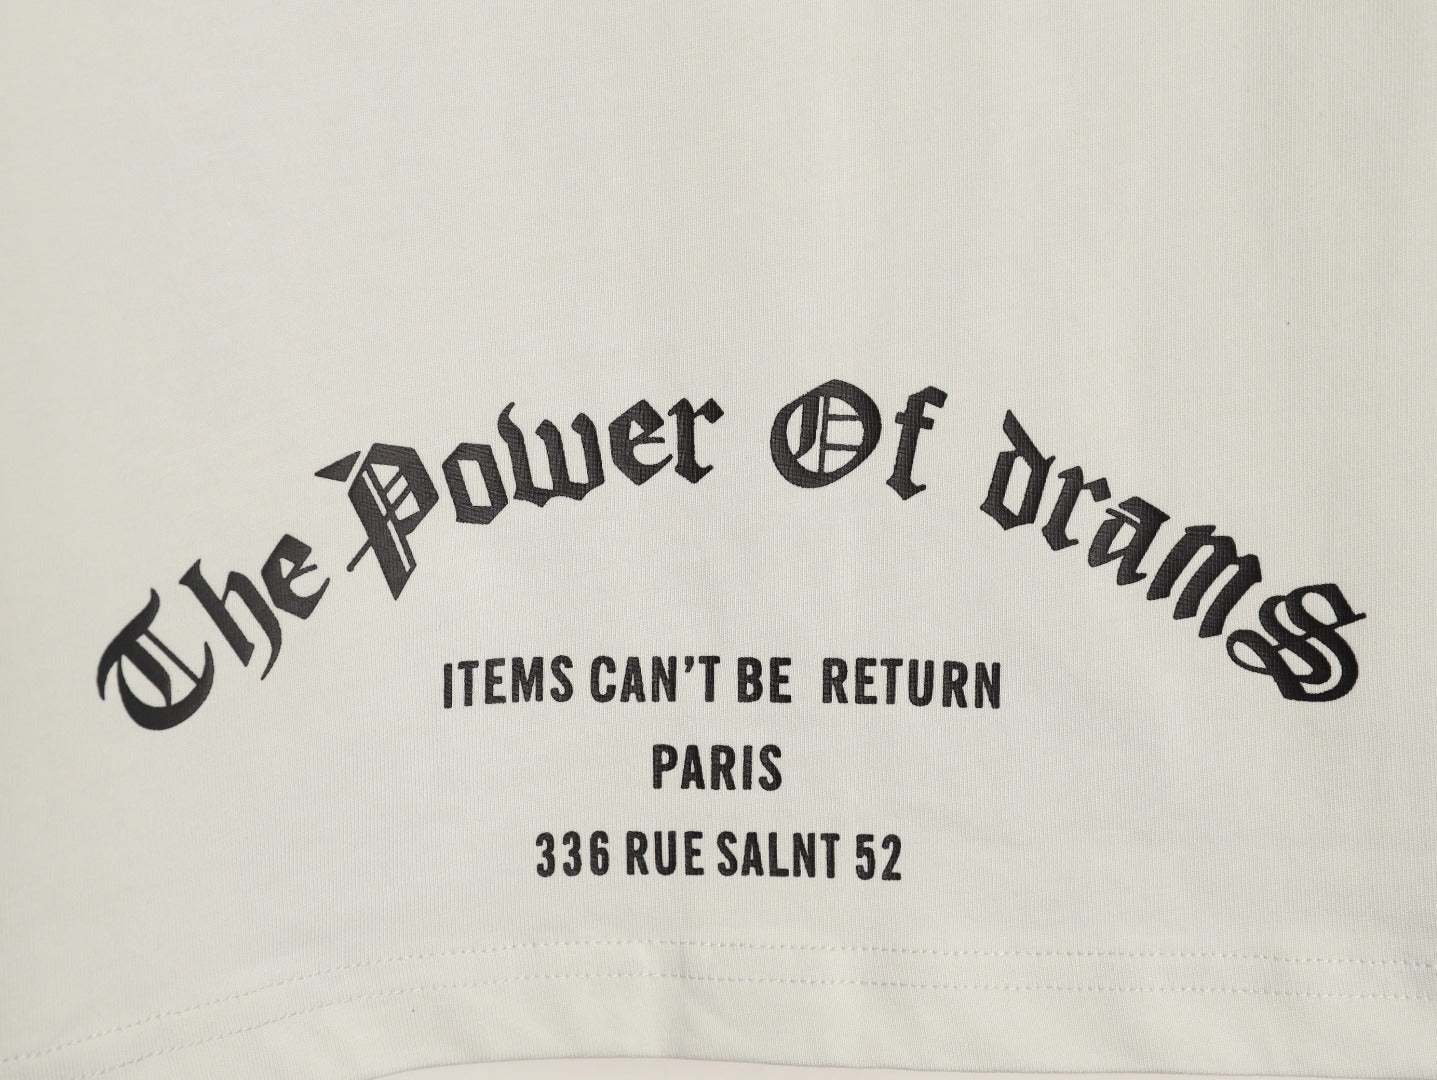 The Power Of dramS
ITEMS CAN'T BE RETURN
PARIS
336 RUE SALNT 52